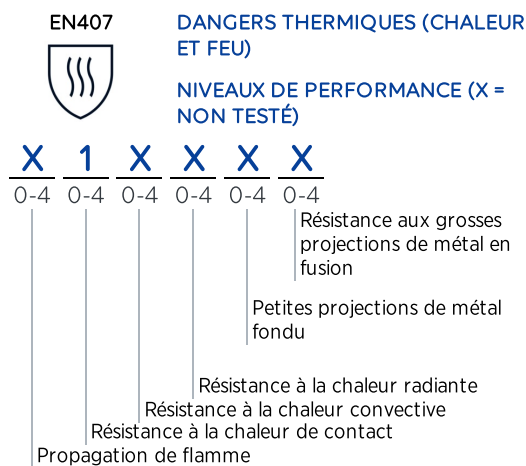 EN407
DANGERS THERMIQUES (CHALEUR
ET FEU)
NIVEAUX DE PERFORMANCE (X =
NON TESTÉ)
X 1 X X X X
0-4 0-4 0-4 0-4 0-4 0-4
Résistance aux grosses
projections de métal en
fusion
Petites projections de métal
fondu
Résistance à la chaleur radiante
Résistance à la chaleur convective
Résistance à la chaleur de contact
Propagation de flamme